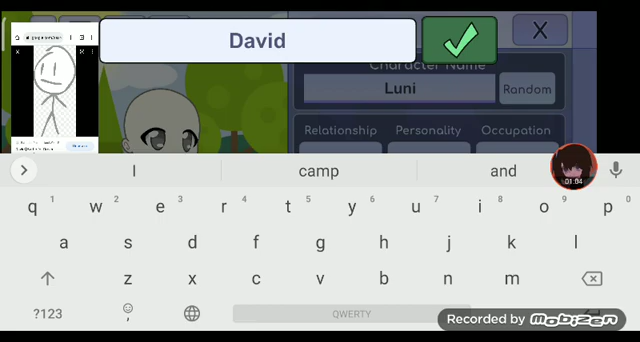 David
X
Character Name
Luni
Random
Relationship
Personality
Occupation
I
camp
and
01:04
q 1 w 2 e 3 r 4 t 5 y 6 u 7 i 8 o 9 p 0
a s d f g h j k l
z x c v b n m
?123
,
QWERTY
Recorded by Mobizen